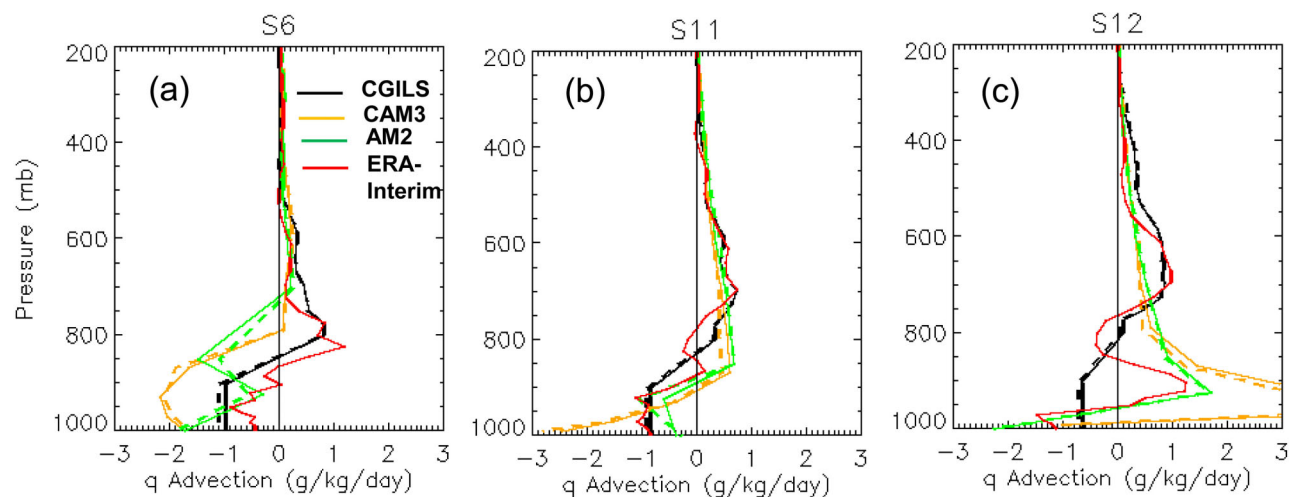 S6
S11
S12
(a)
(b)
(c)
CGILS
CAM3
AM2
ERA-
Interim
Pressure (mb)
200
400
600
800
1000
-3 -2 -1 0 1 2 3
q Advection (g/kg/day)
200
400
600
800
1000
-3 -2 -1 0 1 2 3
q Advection (g/kg/day)
200
400
600
800
1000
-3 -2 -1 0 1 2 3
q Advection (g/kg/day)